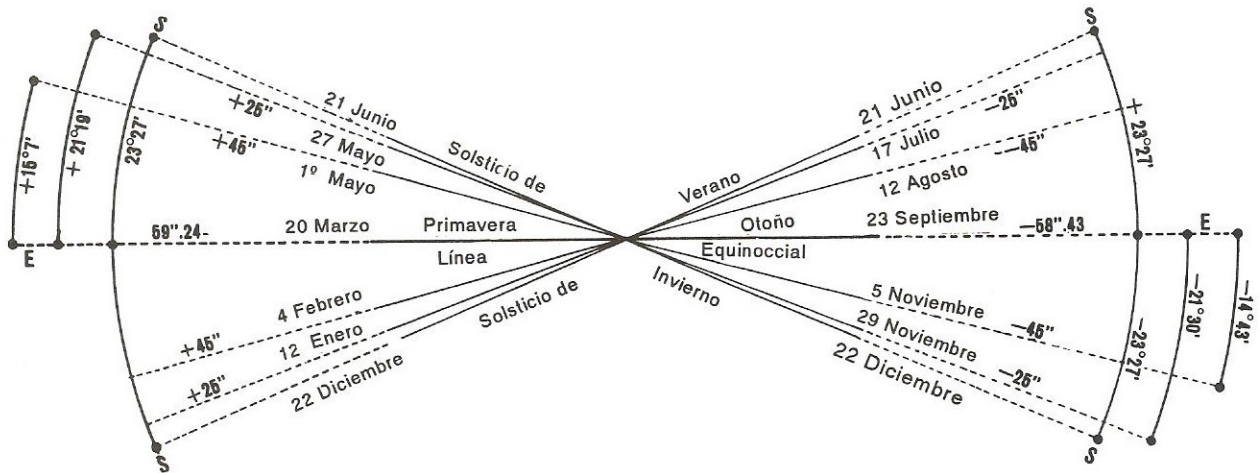 S
S
21 Junio
+25"
27 Mayo
+45"
1º Mayo
Solsticio de
+15°7'
+21°19'
23°27'
21 Junio
−25"
17 Julio
−45"
12 Agosto
Verano
+
23°27'
59".24-
20 Marzo
Primavera
Otoño
23 Septiembre
−58".43
E
E
Línea
Equinoccial
4 Febrero
+45"
12 Enero
+25"
22 Diciembre
Solsticio de
Invierno
5 Noviembre
−45"
29 Noviembre
−25"
22 Diciembre
−23°27'
−21°30'
−14°43'
S
S